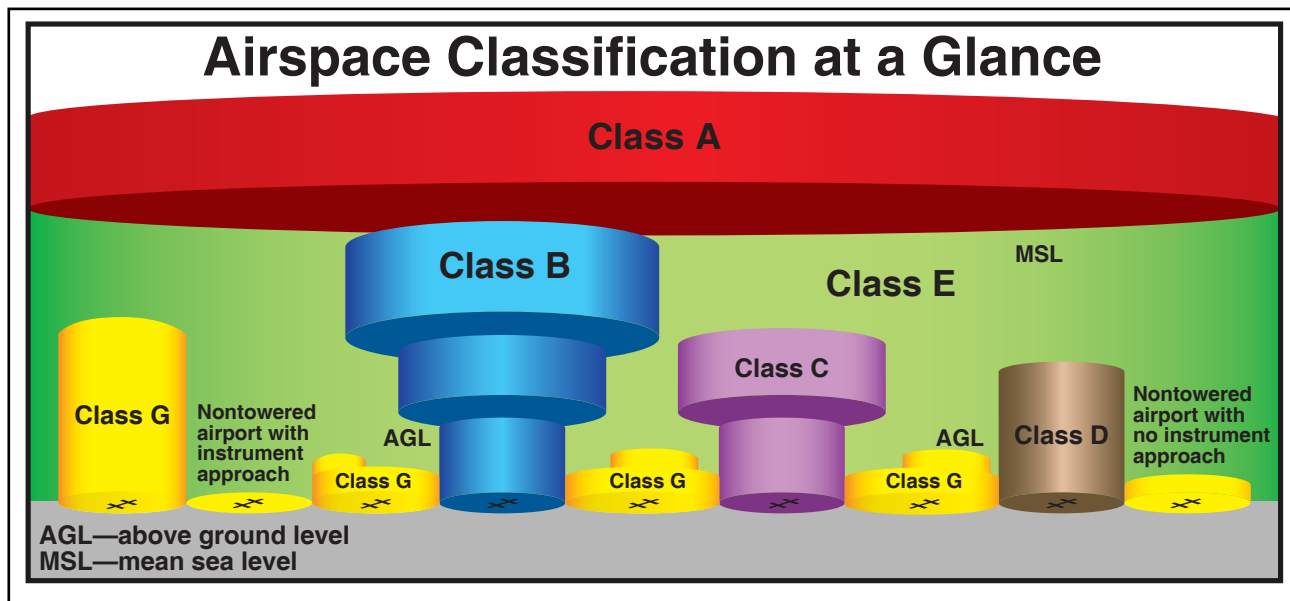 Airspace Classification at a Glance
Class A
Class B
MSL
Class E
Class C
Class G
Nontowered
airport with
instrument
approach
AGL
Class G
Class G
AGL
Class G
Class D
Nontowered
airport with
no instrument
approach
AGL—above ground level
MSL—mean sea level